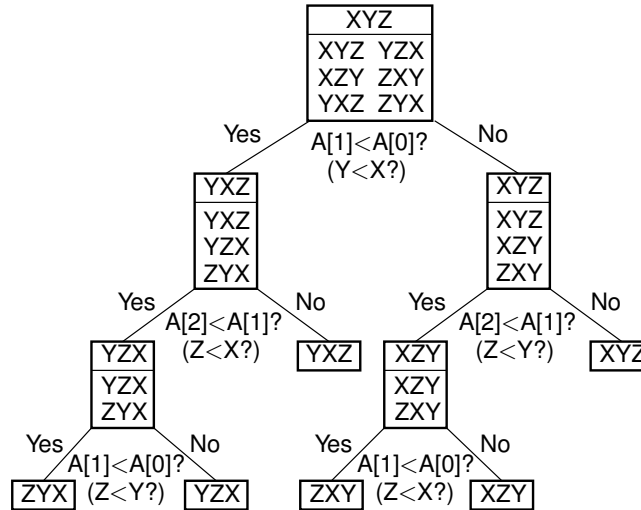 XYZ
XYZ YZX
XZY ZXY
YXZ ZYX
Yes A[1]<A[0]? No
(Y<X?)
YXZ XYZ
YXZ XYZ
YZX XZY
ZYX ZXY
Yes A[2]<A[1]? No Yes A[2]<A[1]? No
(Z<X?) (Z<Y?)
YZX YXZ XZY XYZ
YZX XZY
ZYX ZXY
Yes A[1]<A[0]? No Yes A[1]<A[0]? No
ZYX (Z<Y?) YZX ZXY (Z<X?) XZY